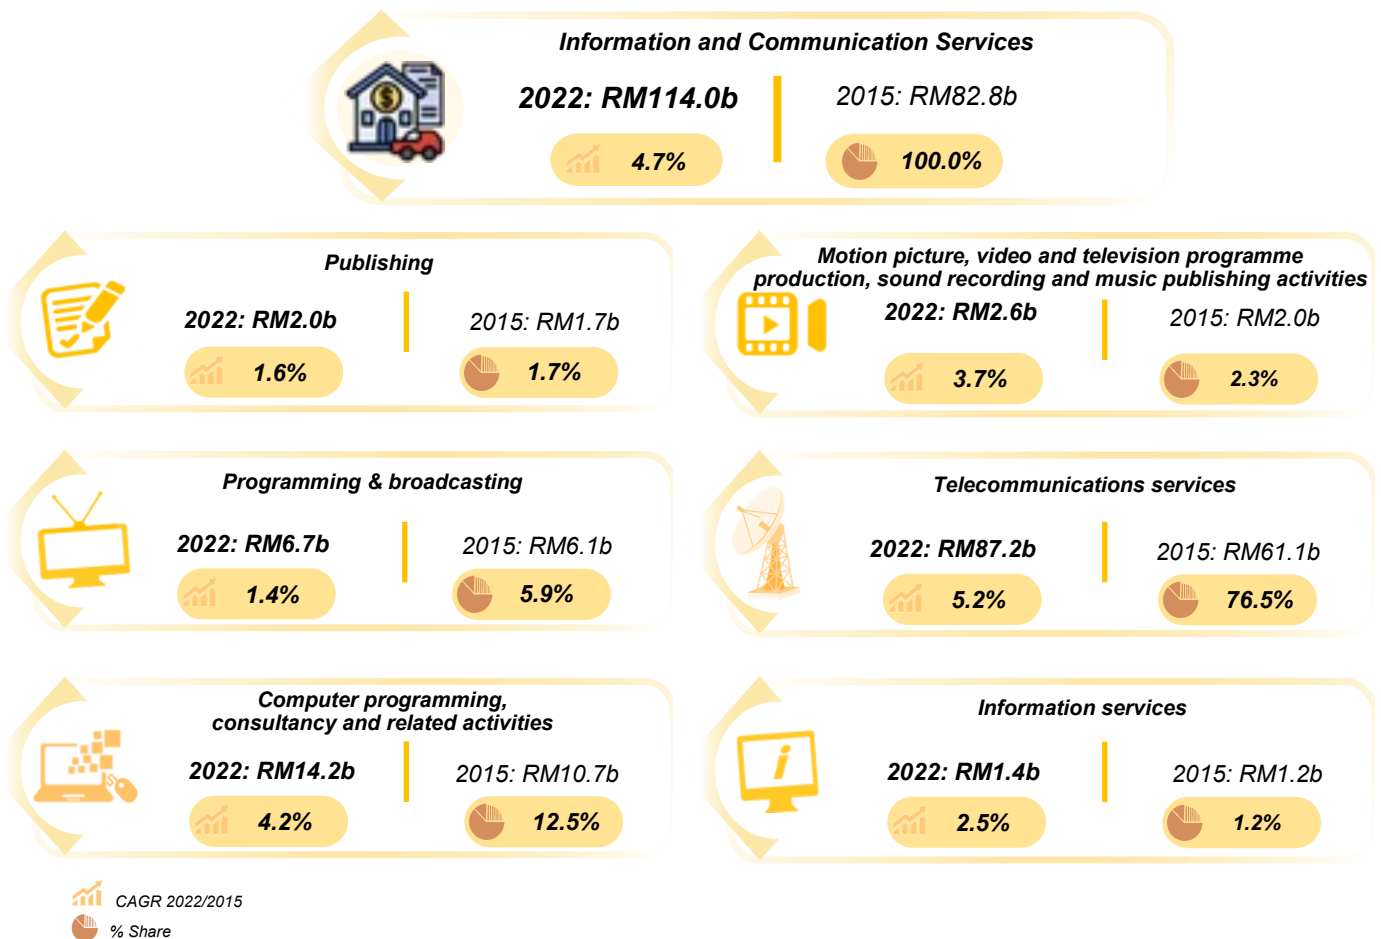 Information and Communication Services
2022: RM114.0b
2015: RM82.8b
4.7%
100.0%
Publishing
2022: RM2.0b
2015: RM1.7b
1.6%
1.7%
Motion picture, video and television programme
production, sound recording and music publishing activities
2022: RM2.6b
2015: RM2.0b
3.7%
2.3%
Programming & broadcasting
2022: RM6.7b
2015: RM6.1b
1.4%
5.9%
Telecommunications services
2022: RM87.2b
2015: RM61.1b
5.2%
76.5%
Computer programming,
consultancy and related activities
2022: RM14.2b
2015: RM10.7b
4.2%
12.5%
Information services
2022: RM1.4b
2015: RM1.2b
2.5%
1.2%
CAGR 2022/2015
% Share